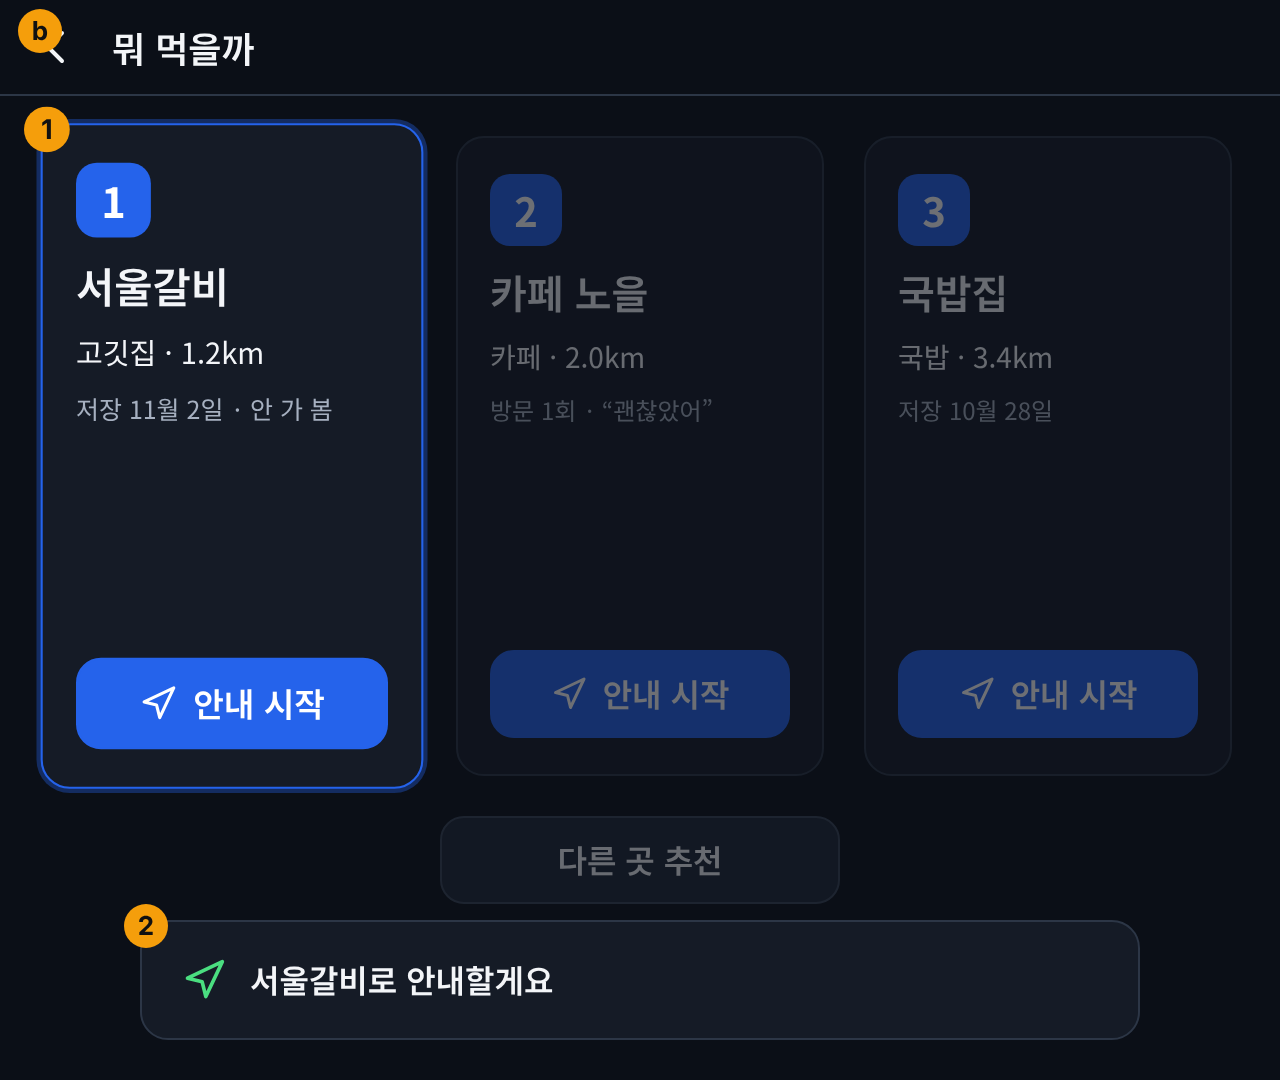 b
뭐 먹을까
1
1
서울갈비
고깃집 · 1.2km
저장 11월 2일 · 안 가 봄
안내 시작
2
카페 노을
카페 · 2.0km
방문 1회 · “괜찮았어”
안내 시작
3
국밥집
국밥 · 3.4km
저장 10월 28일
안내 시작
다른 곳 추천
2
서울갈비로 안내할게요